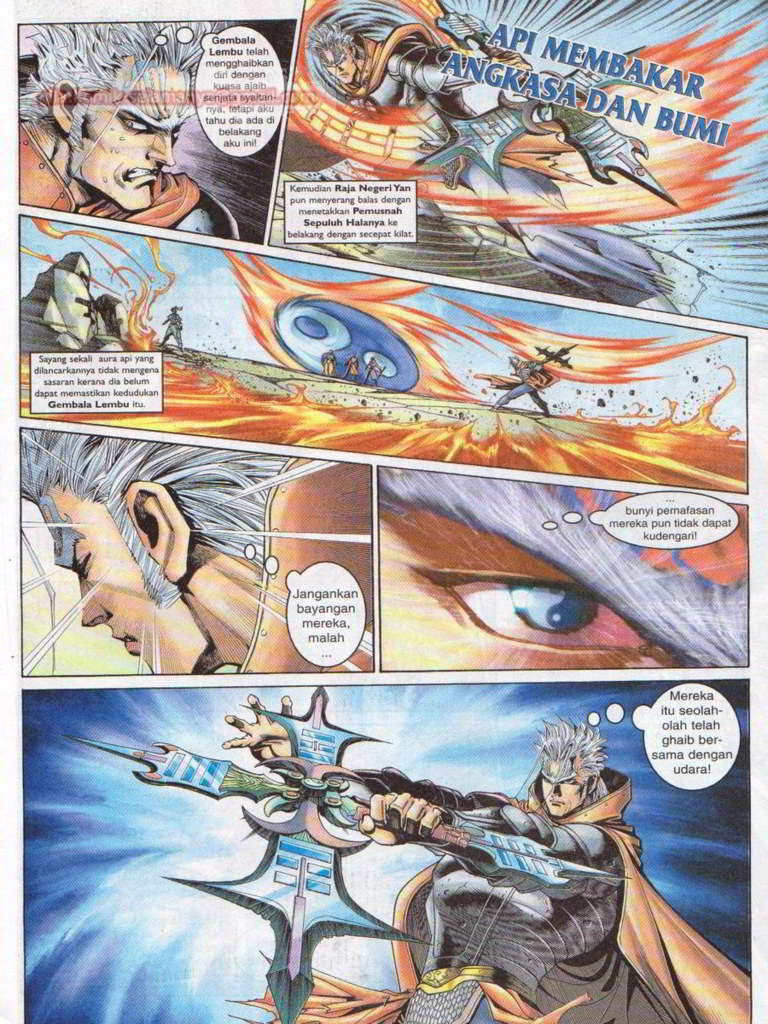 Gembala
Lembu telah
menghaibkan
diri dengan
kuasa ajaib
senjata syaitan-
nya, tetapi aku
tahu dia ada di
belakang
aku ini!
API MEMBAKAR
ANGKASA DAN BUMI
Kemudian Raja Negeri Yan
pun menyerang balas dengan
menetakkan Pemusnah
Sepuluh Halanya ke
belakang dengan secepat kilat.
Sayang sekali aura api yang
dilancarkannya tidak mengena
sasaran kerana dia belum
dapat memastikan kedudukan
Gembala Lembu itu.
Jangankan
bayangan
mereka,
malah
...
...
bunyi pernafasan
mereka pun tidak dapat
kudengari!
Mereka
itu seolah-
olah telah
ghaib ber-
sama dengan
udara!